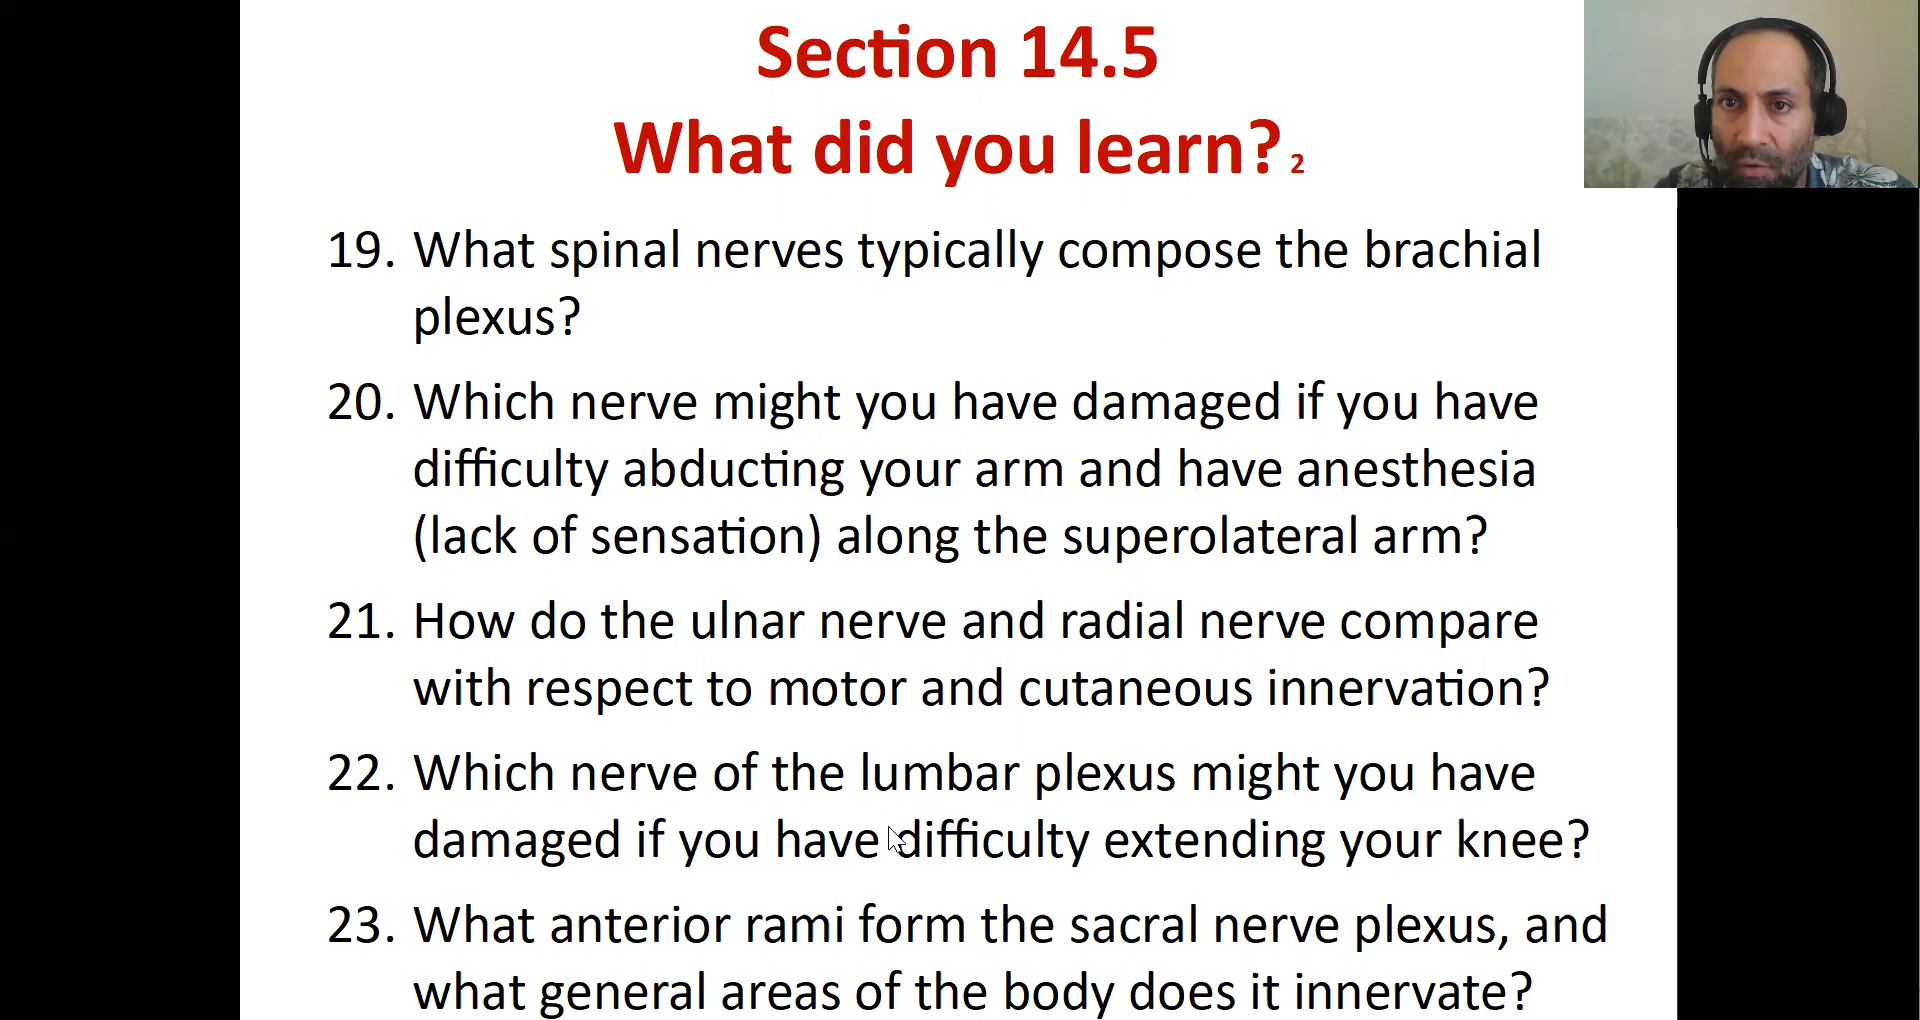 Section 14.5
What did you learn? 2
19. What spinal nerves typically compose the brachial
plexus?
20. Which nerve might you have damaged if you have
difficulty abducting your arm and have anesthesia
(lack of sensation) along the superolateral arm?
21. How do the ulnar nerve and radial nerve compare
with respect to motor and cutaneous innervation?
22. Which nerve of the lumbar plexus might you have
damaged if you have difficulty extending your knee?
23. What anterior rami form the sacral nerve plexus, and
what general areas of the body does it innervate?